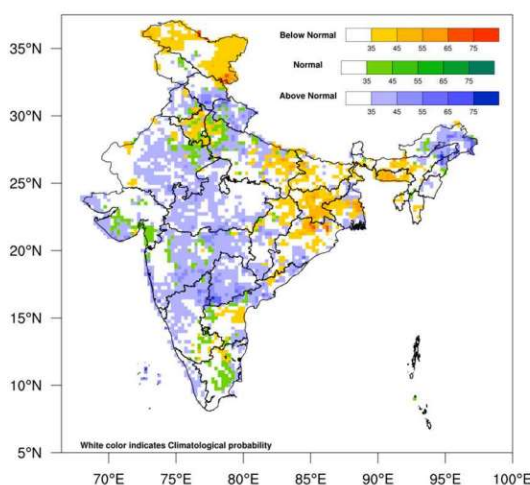 35°N
30°N
25°N
20°N
15°N
10°N
5°N
Below Normal
35 45 55 65 75
Normal
35 45 55 65 75
Above Normal
35 45 55 65 75
White color indicates Climatological probability
70°E 75°E 80°E 85°E 90°E 95°E 100°E